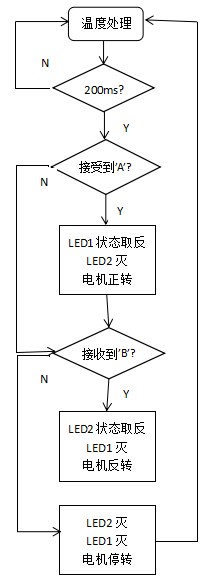 温度处理
N
200ms?
Y
接受到'A'?
N
Y
LED1 状态取反
LED2 灭
电机正转
接收到'B'?
N
Y
LED2 状态取反
LED1 灭
电机反转
LED2 灭
LED1 灭
电机停转